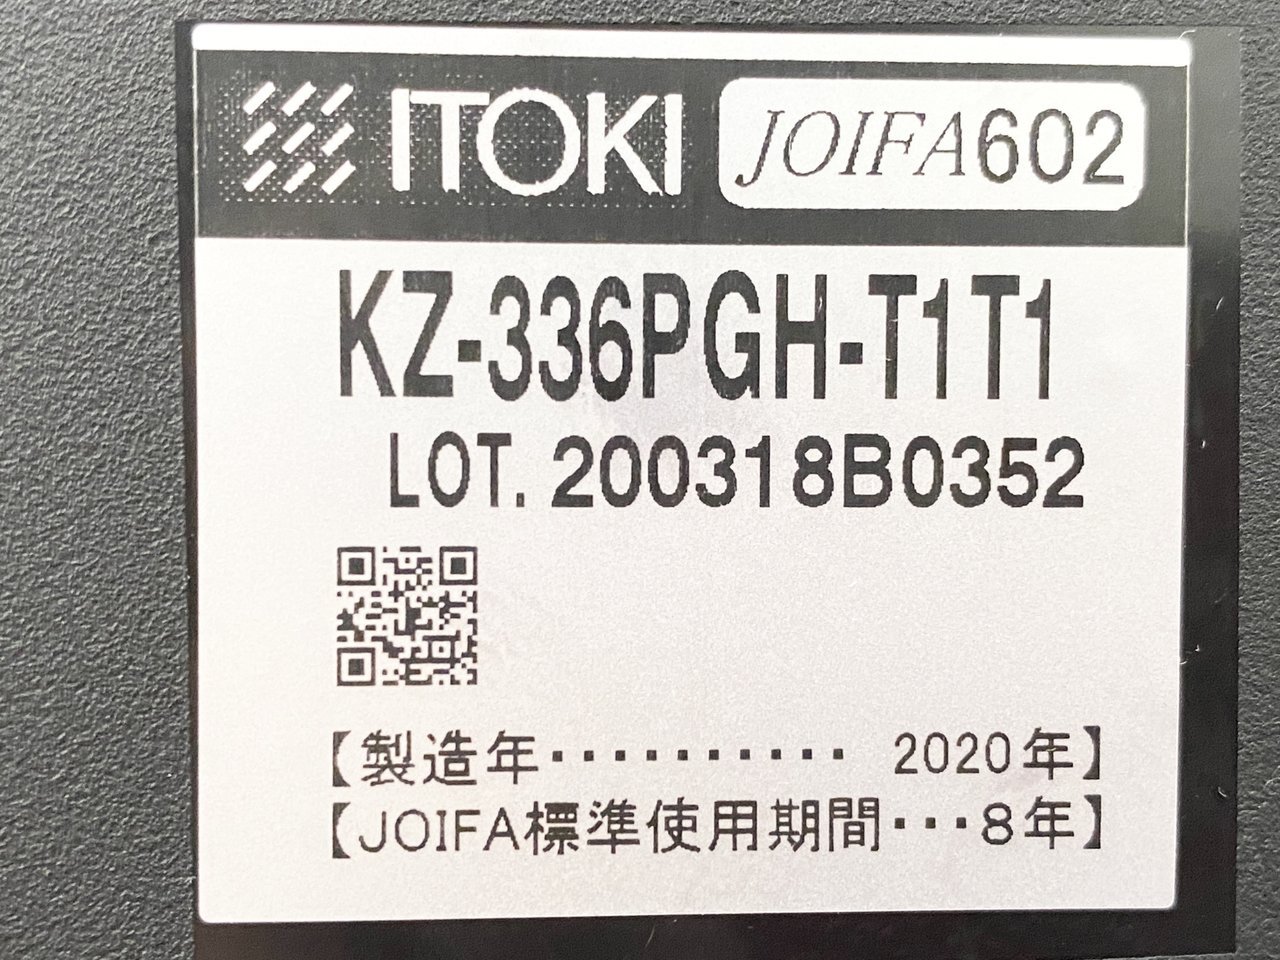 ITOKI JOIFA602
KZ-336PGH-T1T1
LOT. 200318B0352
【製造年・・・・・・・・・・ 2020年】
【JOIFA標準使用期間・・・8年】